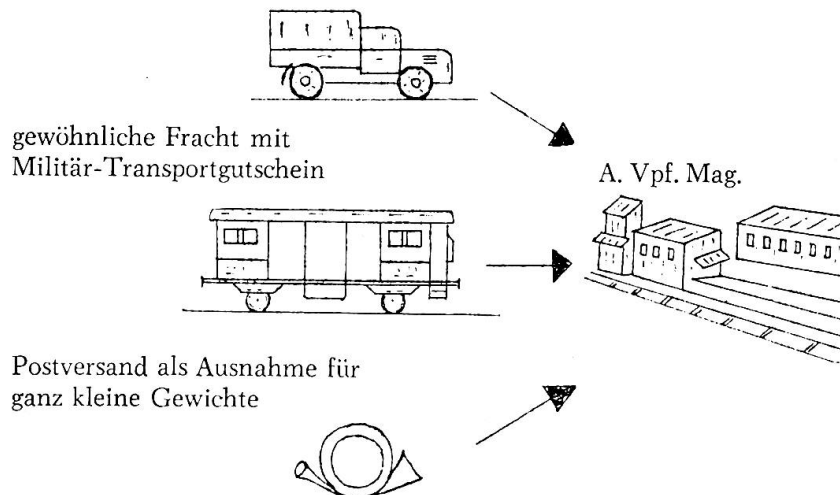 gewöhnliche Fracht mit
Militär-Transportgutschein
A. Vpf. Mag.
Postversand als Ausnahme für
ganz kleine Gewichte